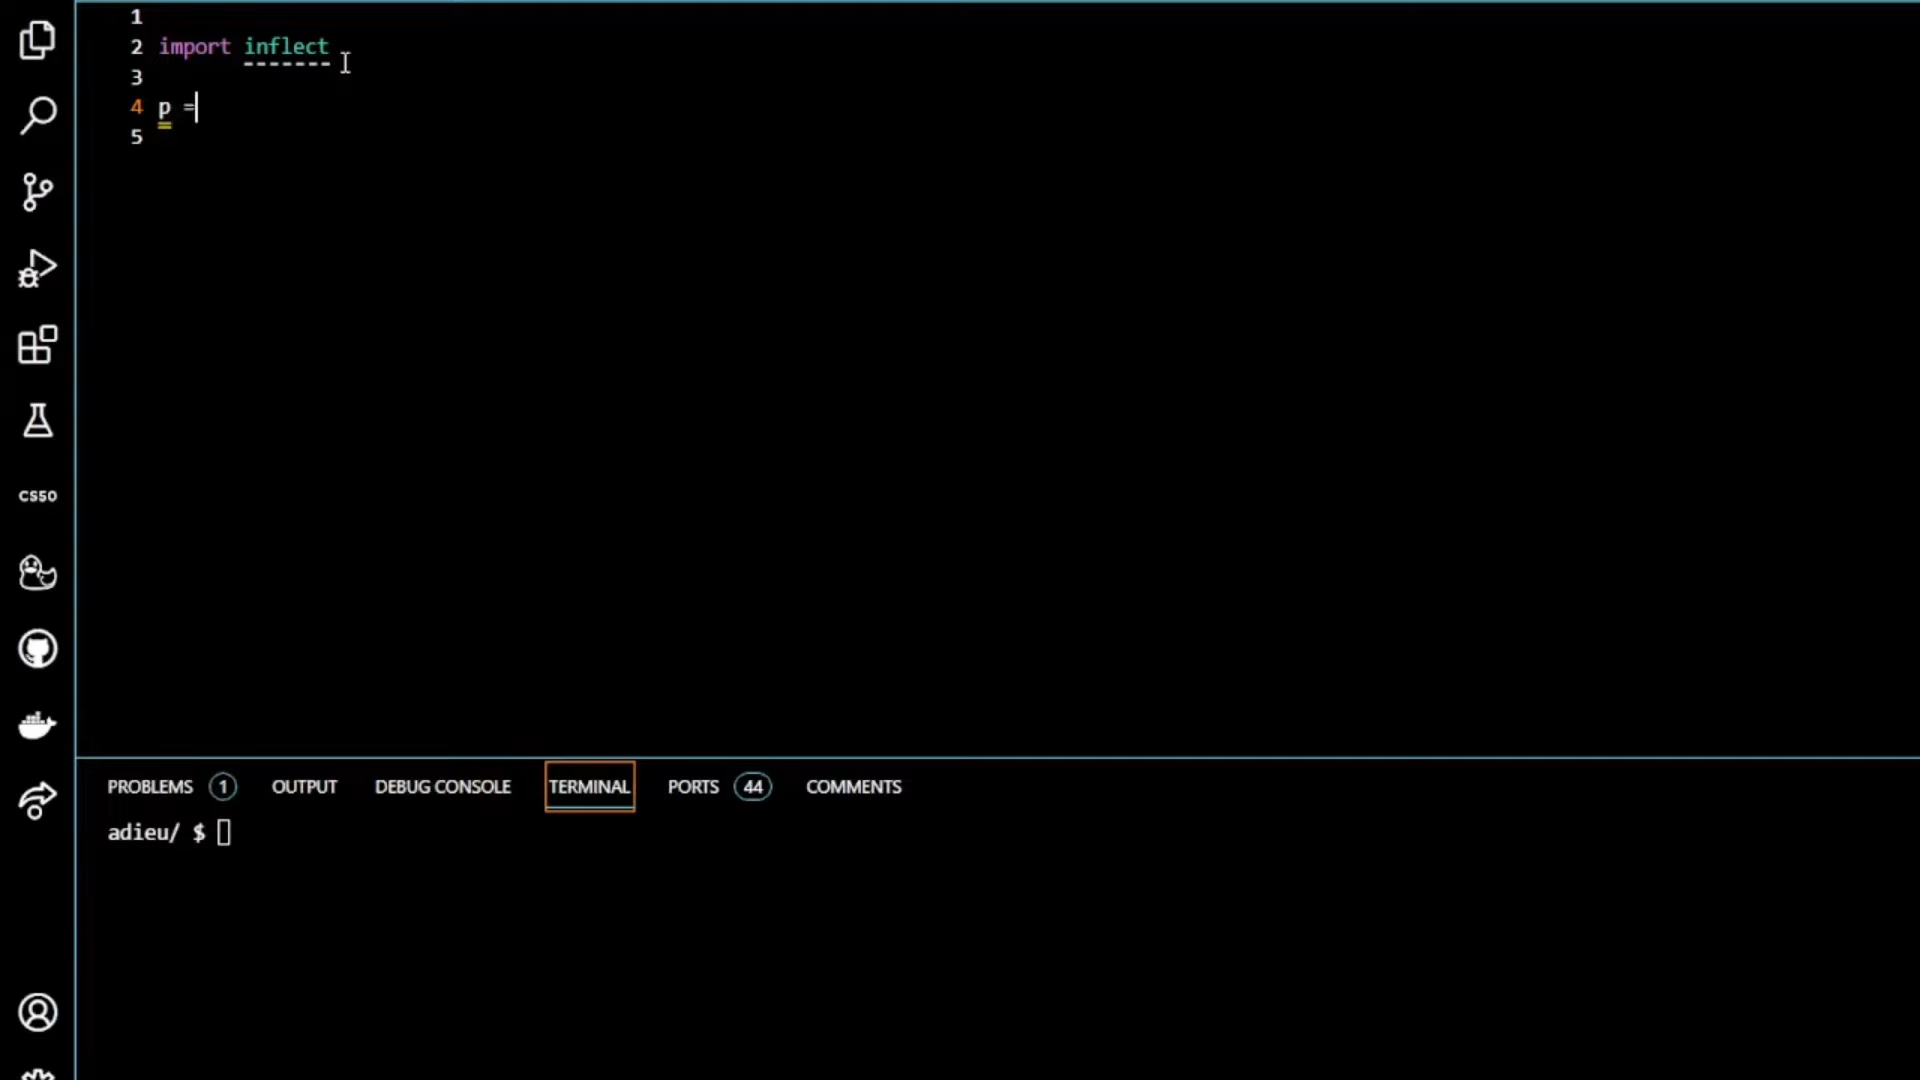 1
2 import inflect
3
4 p =
5
CS50
PROBLEMS 1 OUTPUT DEBUG CONSOLE TERMINAL PORTS 44 COMMENTS
adieu/ $